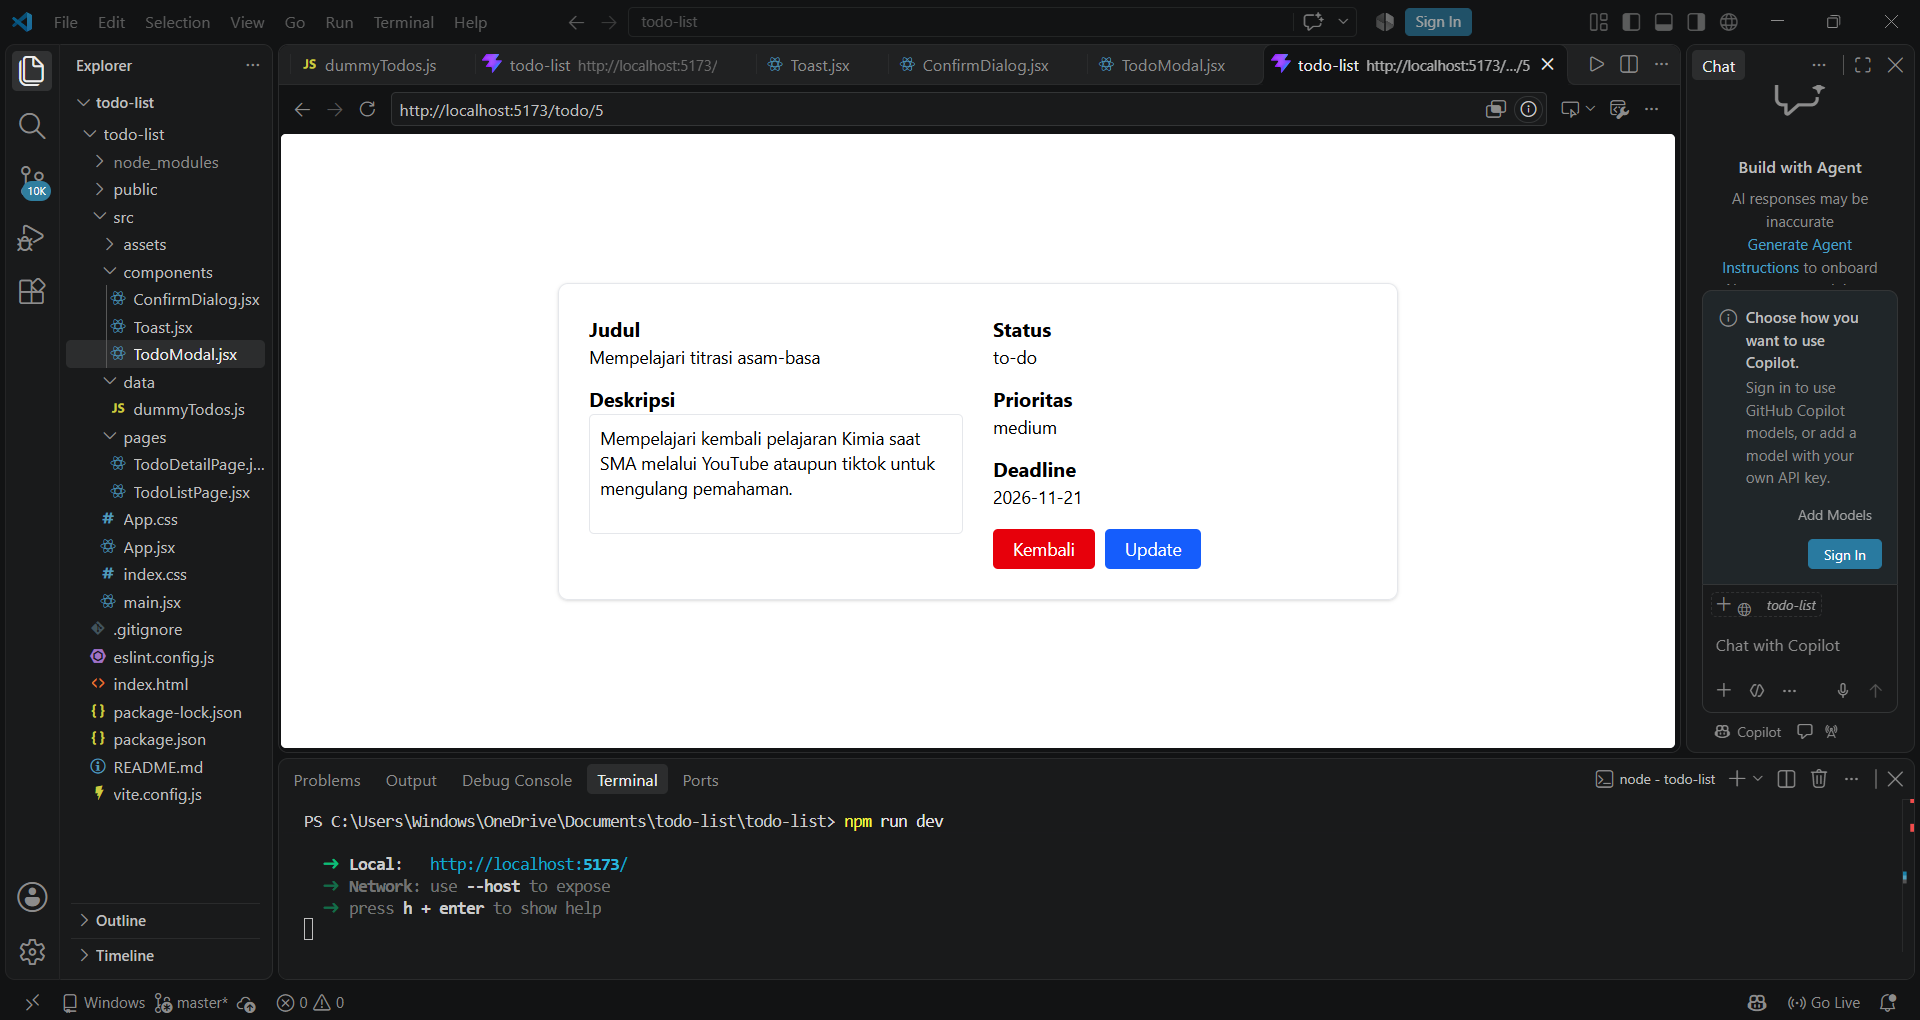 File Edit Selection View Go Run Terminal Help
todo-list
Sign In
Explorer
todo-list
todo-list
node_modules
public
src
assets
components
ConfirmDialog.jsx
Toast.jsx
TodoModal.jsx
data
JS dummyTodos.js
pages
TodoDetailPage.j...
TodoListPage.jsx
# App.css
App.jsx
# index.css
main.jsx
.gitignore
eslint.config.js
index.html
package-lock.json
package.json
README.md
vite.config.js
Outline
Timeline
10K
JS dummyTodos.js
todo-list http://localhost:5173/
Toast.jsx
ConfirmDialog.jsx
TodoModal.jsx
todo-list http://localhost:5173/.../5
http://localhost:5173/todo/5
Judul
Mempelajari titrasi asam-basa
Deskripsi
Mempelajari kembali pelajaran Kimia saat
SMA melalui YouTube ataupun tiktok untuk
mengulang pemahaman.
Status
to-do
Prioritas
medium
Deadline
2026-11-21
Kembali
Update
Problems Output Debug Console Terminal Ports
node - todo-list
PS C:\Users\Windows\OneDrive\Documents\todo-list\todo-list> npm run dev
➜ Local: http://localhost:5173/
➜ Network: use --host to expose
➜ press h + enter to show help
Chat
Build with Agent
AI responses may be
inaccurate
Generate Agent
Instructions to onboard
Choose how you
want to use
Copilot.
Sign in to use
GitHub Copilot
models, or add a
model with your
own API key.
Add Models
Sign In
todo-list
Chat with Copilot
Copilot
Windows master* 0 0
Go Live